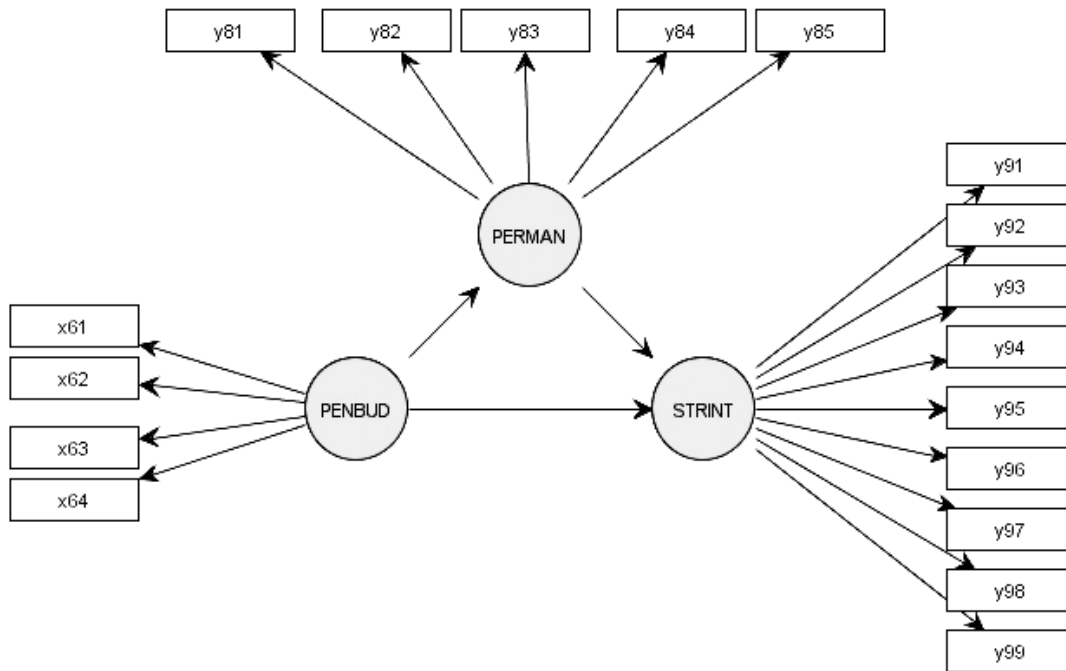 y81
y82
y83
y84
y85
y91
y92
PERMAN
y93
x61
y94
x62
PENBUD
STRINT
y95
x63
y96
x64
y97
y98
y99